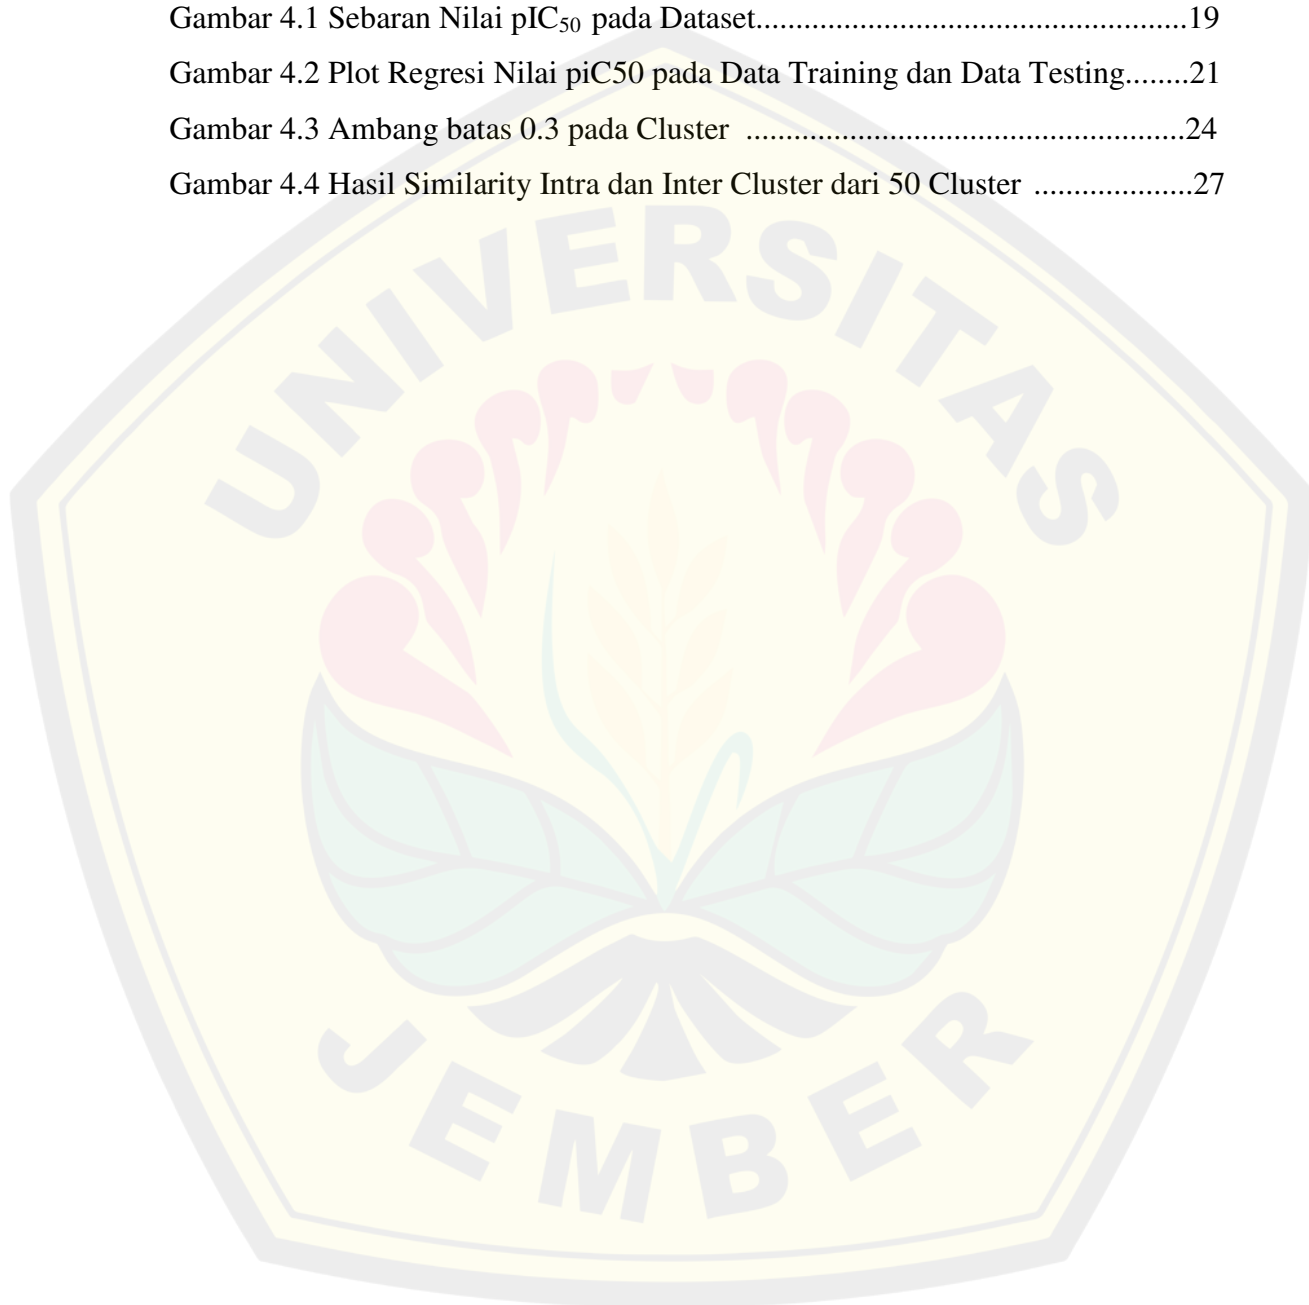 Gambar 4.1 Sebaran Nilai pIC₅₀ pada Dataset......................................................19
Gambar 4.2 Plot Regresi Nilai piC50 pada Data Training dan Data Testing........21
Gambar 4.3 Ambang batas 0.3 pada Cluster .......................................................24
Gambar 4.4 Hasil Similarity Intra dan Inter Cluster dari 50 Cluster ....................27
UNIVERSITAS
JEMBER